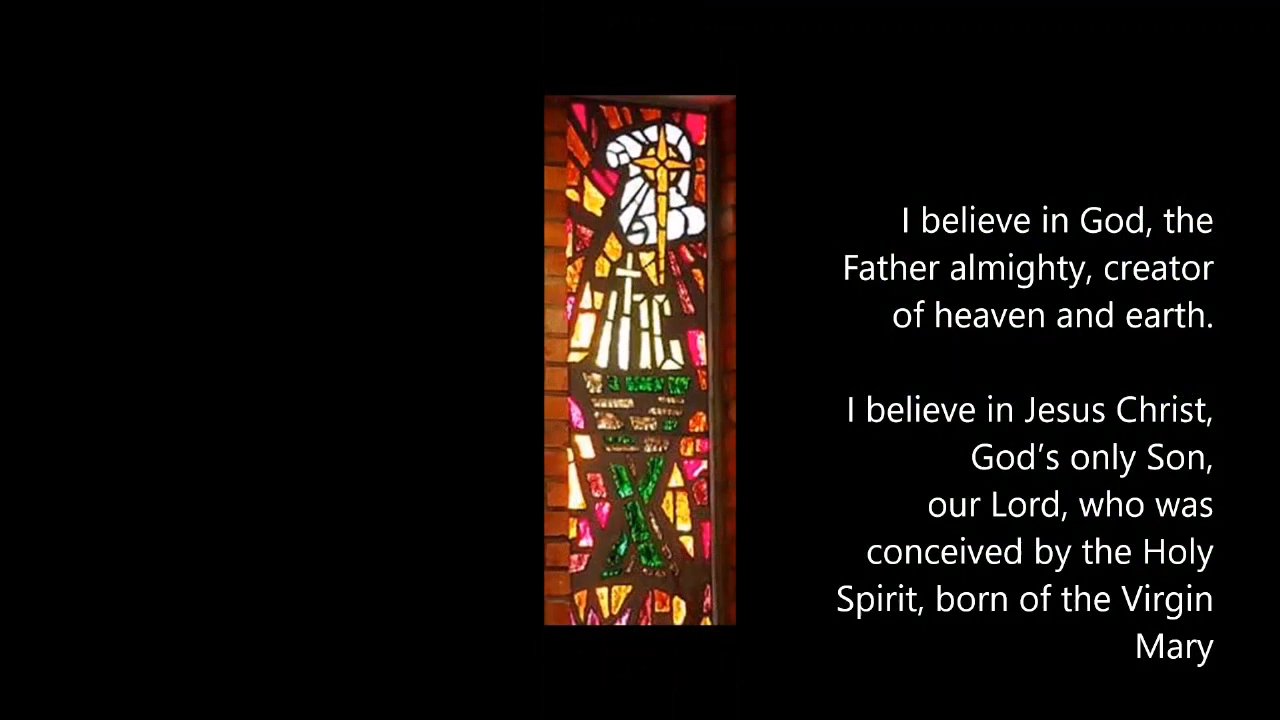 I believe in God, the
Father almighty, creator
of heaven and earth.
I believe in Jesus Christ,
God’s only Son,
our Lord, who was
conceived by the Holy
Spirit, born of the Virgin
Mary